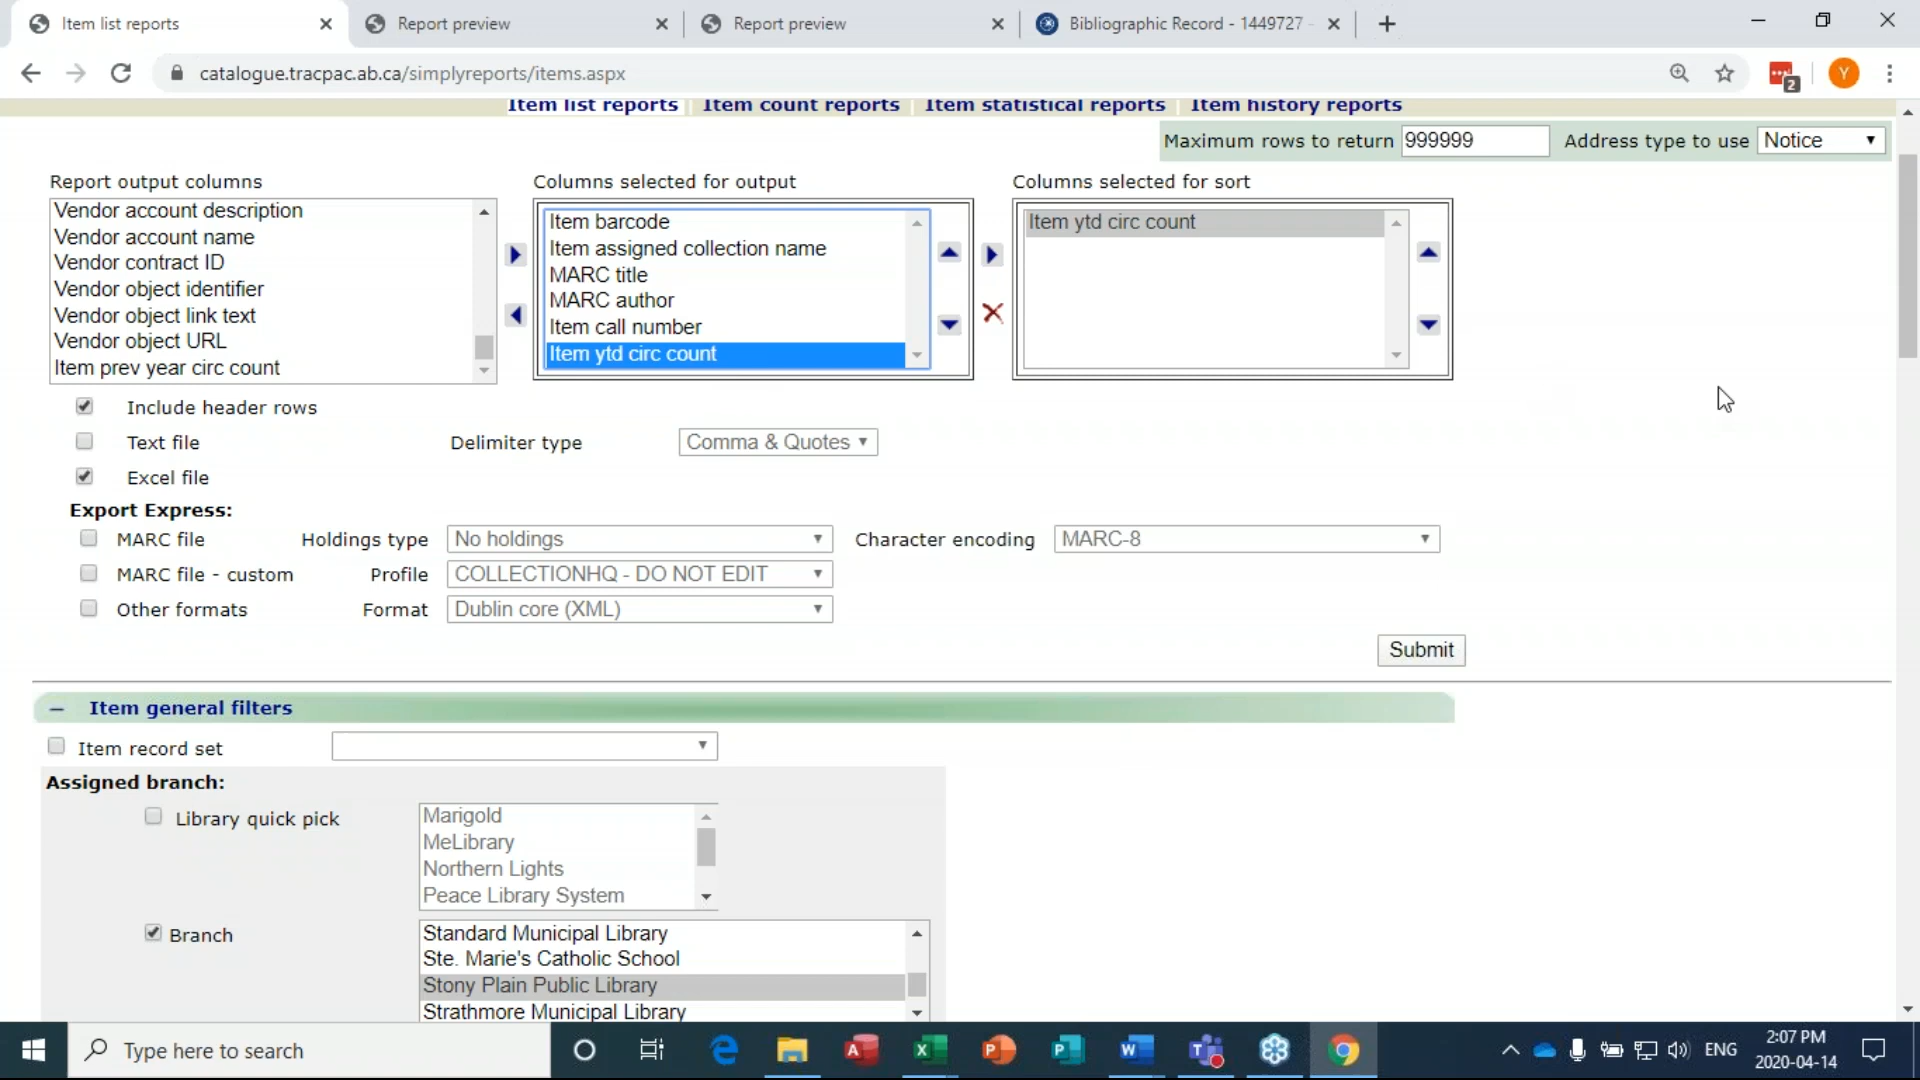 Item list reports
Report preview
Report preview
Bibliographic Record - 1449727 -
catalogue.tracpac.ab.ca/simplyreports/items.aspx
2
Y
Item list reports
Item count reports
Item statistical reports
Item history reports
Maximum rows to return 999999 Address type to use Notice
Report output columns
Vendor account description
Vendor account name
Vendor contract ID
Vendor object identifier
Vendor object link text
Vendor object URL
Item prev year circ count
Columns selected for output
Item barcode
Item assigned collection name
MARC title
MARC author
Item call number
Item ytd circ count
Columns selected for sort
Item ytd circ count
Include header rows
Text file Delimiter type Comma & Quotes
Excel file
Export Express:
MARC file Holdings type No holdings Character encoding MARC-8
MARC file - custom Profile COLLECTIONHQ - DO NOT EDIT
Other formats Format Dublin core (XML)
Submit
Item general filters
Item record set
Assigned branch:
Library quick pick
Marigold
MeLibrary
Northern Lights
Peace Library System
Branch
Standard Municipal Library
Ste. Marie's Catholic School
Stony Plain Public Library
Strathmore Municipal Library
Type here to search
ENG
2:07 PM
2020-04-14